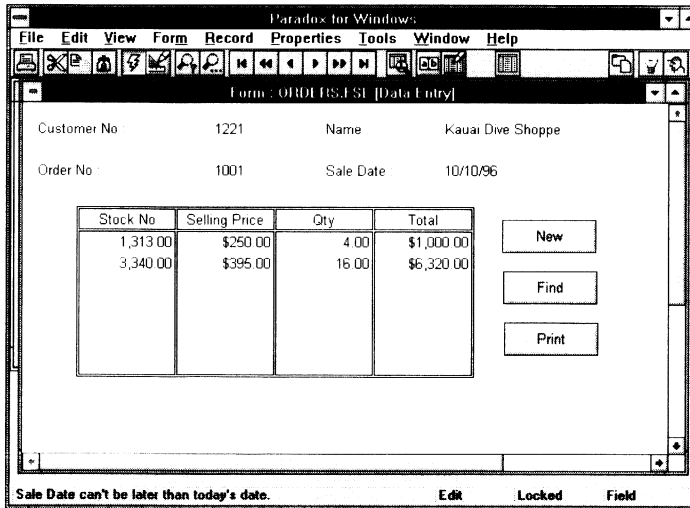 Paradox for Windows
File Edit View Form Record Properties Tools Window Help
Form : ORDERS.FSL [Data Entry]
Customer No : 1221 Name Kauai Dive Shoppe
Order No : 1001 Sale Date 10/10/96
Stock No Selling Price Qty Total
1,313.00 $250.00 4.00 $1,000.00
3,340.00 $395.00 16.00 $6,320.00
New
Find
Print
Sale Date can't be later than today's date. Edit Locked Field